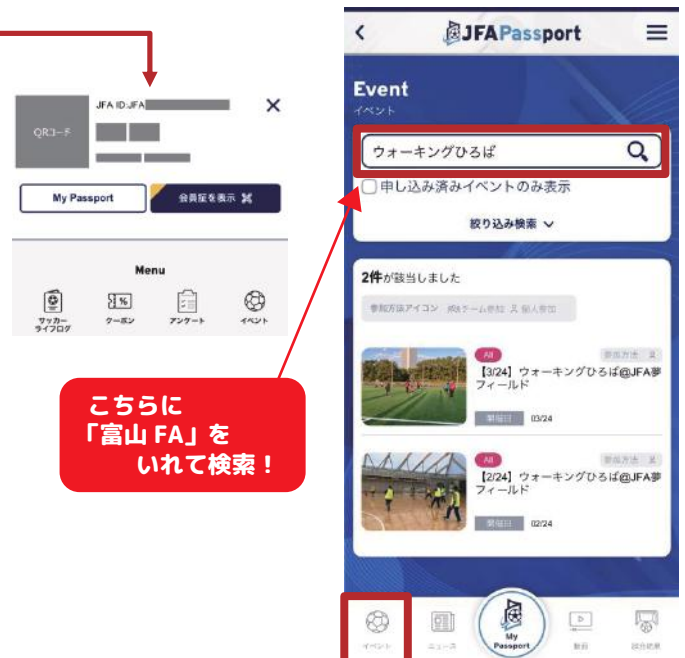 JFA ID:JFA
QRコード
My Passport
会員証を表示
Menu
サッカー
ライフログ
クーポン
アンケート
イベント
こちらに
「富山 FA」を
いれて検索！
JFAPassport
Event
イベント
ウォーキングひろば
申し込み済みイベントのみ表示
絞り込み検索
2件が該当しました
参加方法アイコン
チーム参加
個人参加
All
参加方法
【3/24】ウォーキングひろば@JFA夢
フィールド
開催日 03/24
All
参加方法
【2/24】ウォーキングひろば@JFA夢
フィールド
開催日 02/24
イベント
ニュース
My
Passport
動画
試合結果